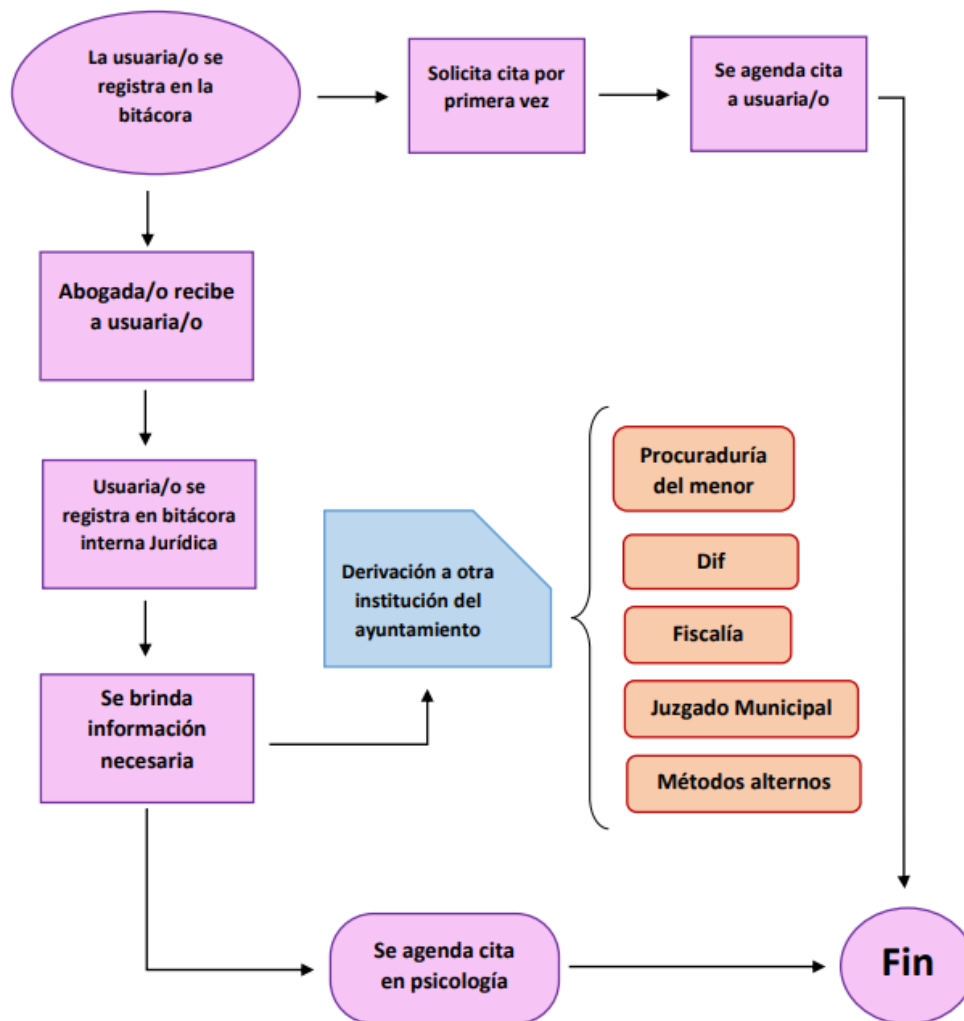 La usuaria/o se
registra en la
bitácora
Solicita cita por
primera vez
Se agenda cita
a usuaria/o
Abogada/o recibe
a usuaria/o
Usuaria/o se
registra en bitácora
interna Jurídica
Se brinda
información
necesaria
Derivación a otra
institución del
ayuntamiento
Procuraduría
del menor
Dif
Fiscalía
Juzgado Municipal
Métodos alternos
Se agenda cita
en psicología
Fin